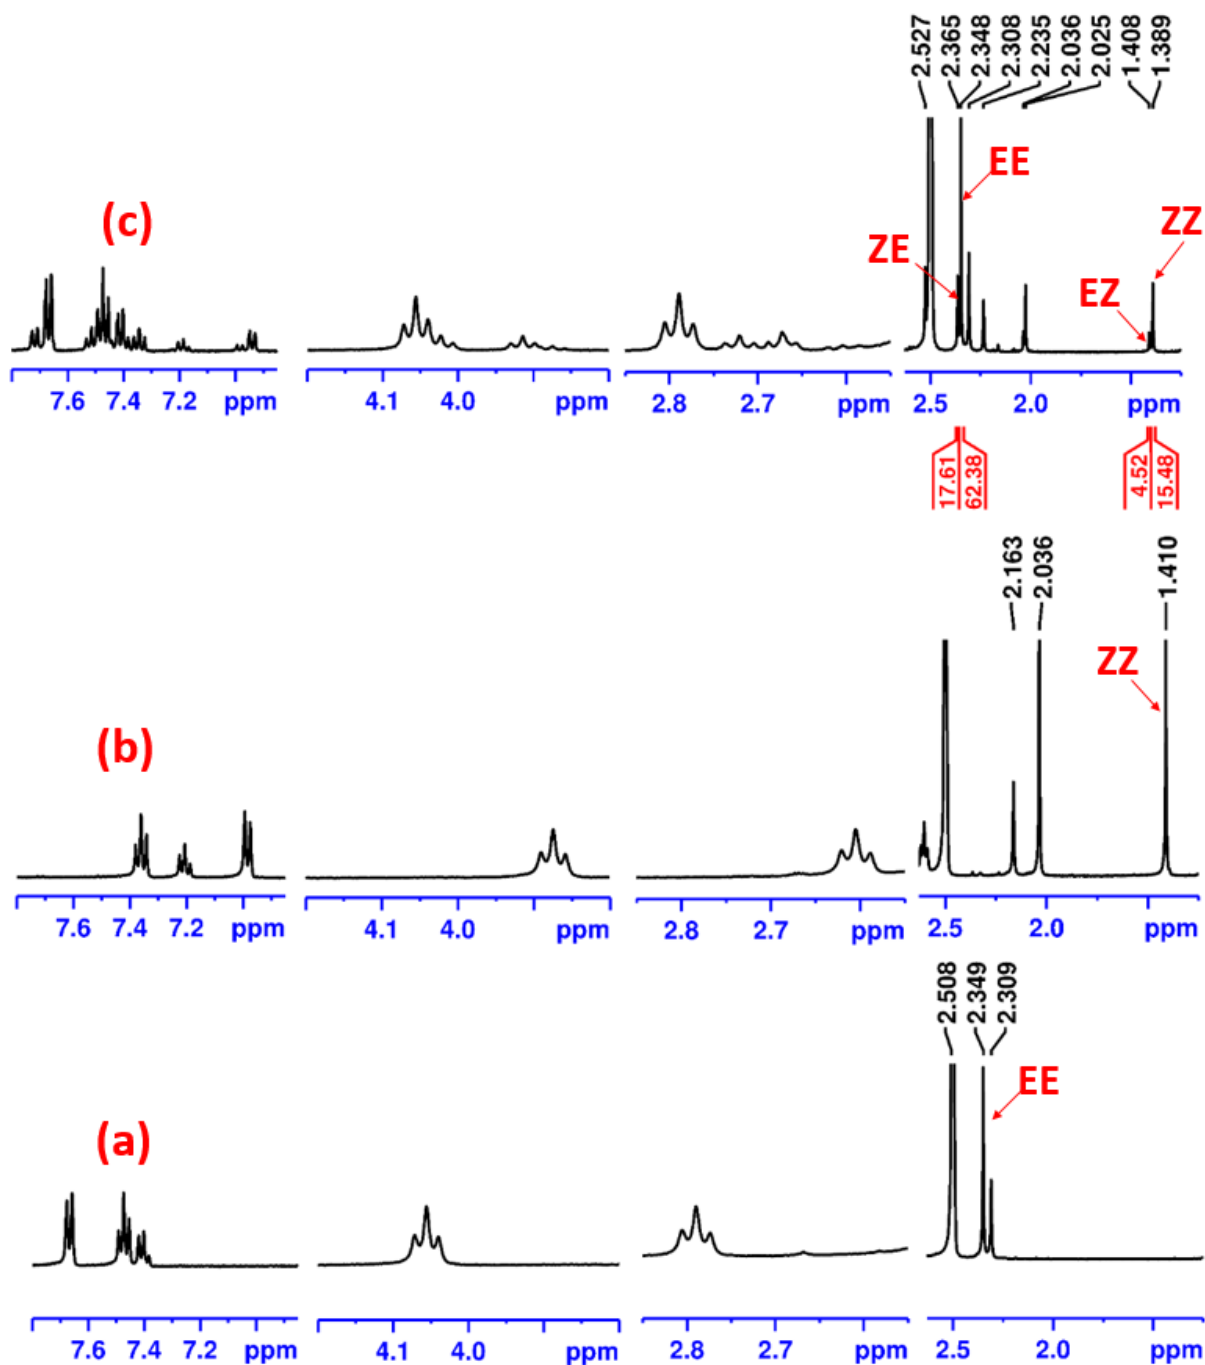 2.527
2.365
2.348
2.308
2.235
2.036
2.025
1.408
1.389
EE
(c)
ZE
ZZ
EZ
7.6 7.4 7.2 ppm
4.1 4.0 ppm
2.8 2.7 ppm
2.5 2.0 ppm
17.61
62.38
4.52
15.48
2.163
2.036
1.410
ZZ
(b)
7.6 7.4 7.2 ppm
4.1 4.0 ppm
2.8 2.7 ppm
2.5 2.0 ppm
2.508
2.349
2.309
EE
(a)
7.6 7.4 7.2 ppm
4.1 4.0 ppm
2.8 2.7 ppm
2.5 2.0 ppm